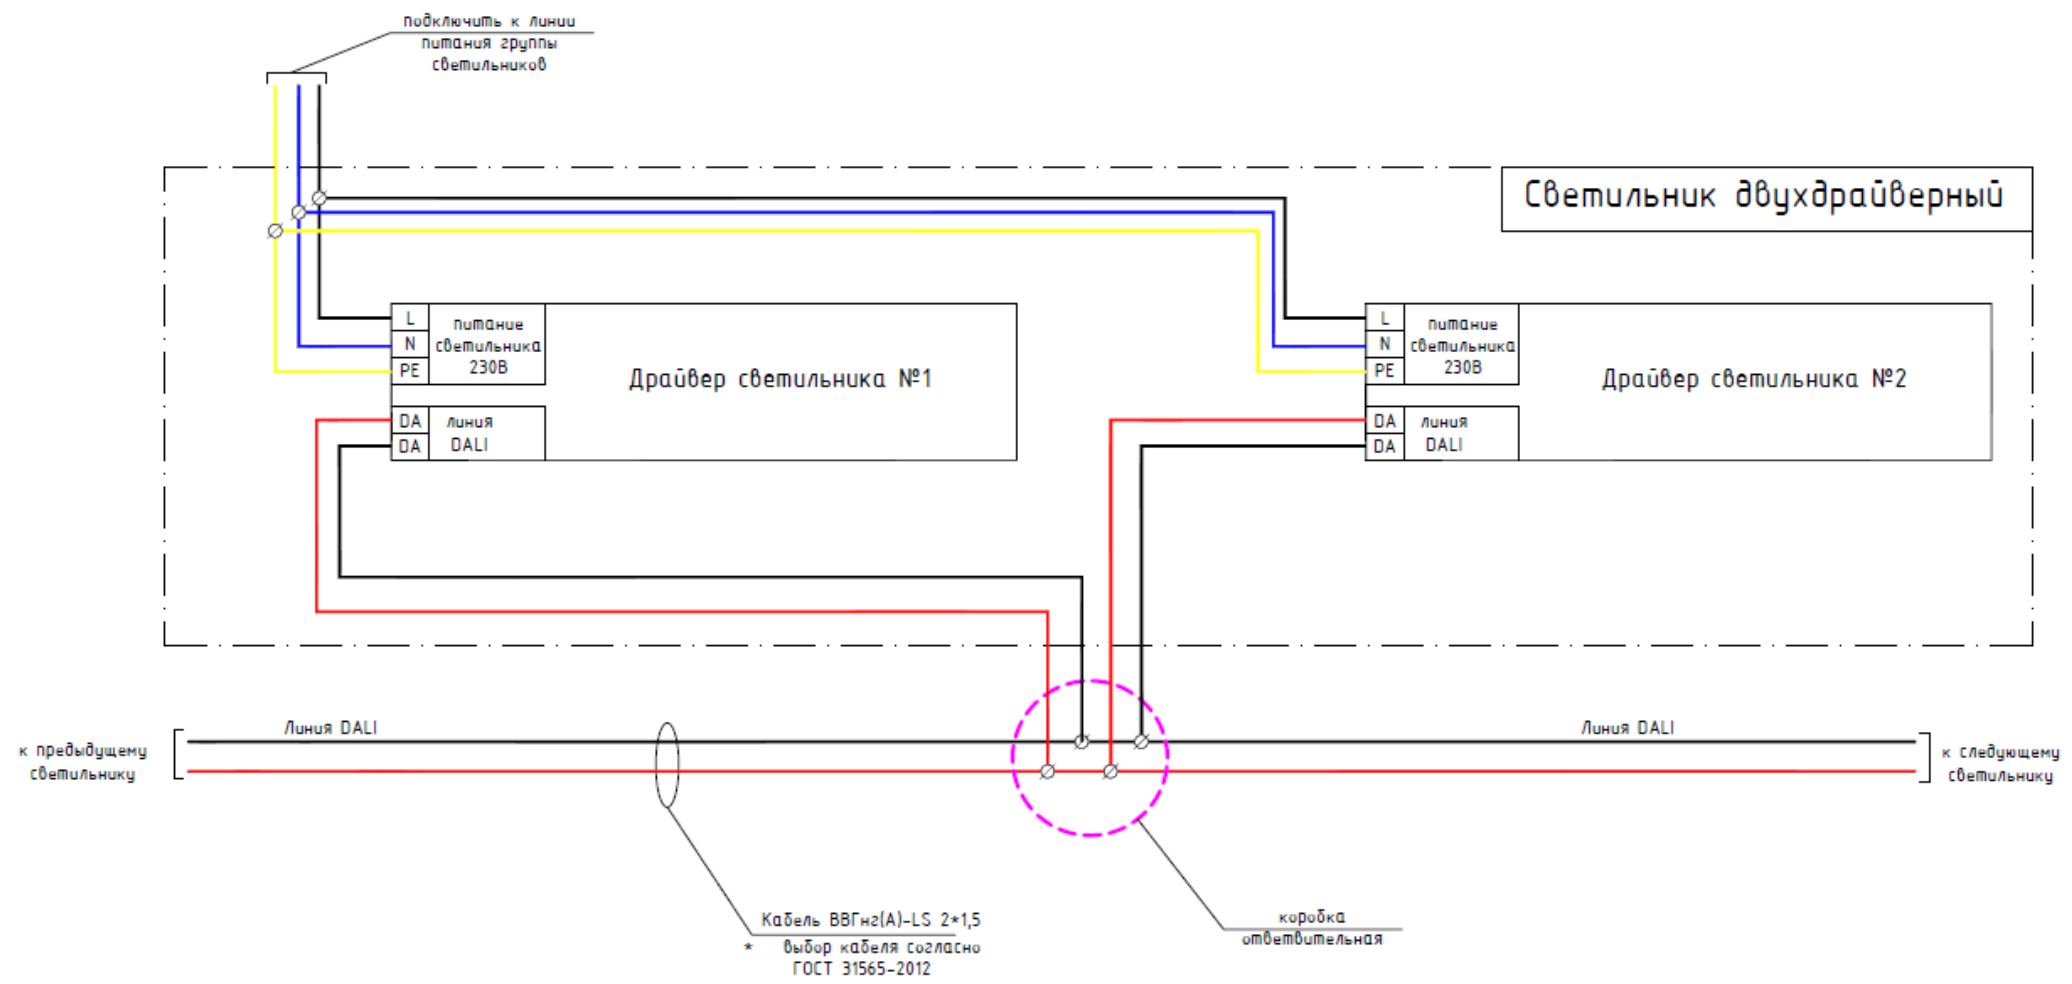 подключить к линии
питания группы
светильников
Светильник двухдрайверный
L
N
PE
питание
светильника
230В
DA
DA
линия
DALI
Драйвер светильника №1
L
N
PE
питание
светильника
230В
DA
DA
линия
DALI
Драйвер светильника №2
к предыдущему
светильнику
Линия DALI
Линия DALI
к следующему
светильнику
Кабель ВВГнг(А)-LS 2*1,5
* выбор кабеля согласно
ГОСТ 31565-2012
коробка
ответвительная